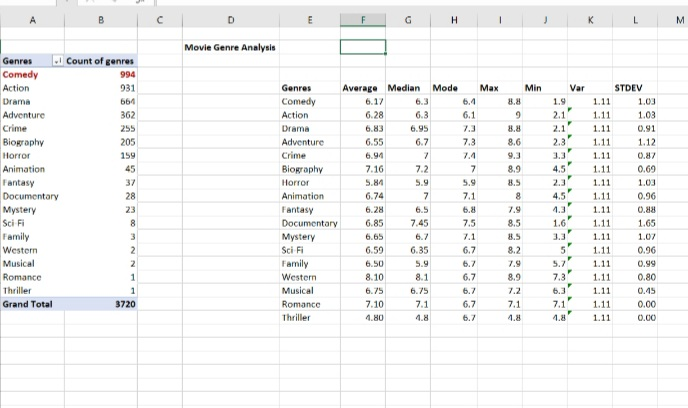 A B C D E F G H I J K L M
Movie Genre Analysis
Genres Count of genres
Comedy 994
Action 931 Genres Average Median Mode Max Min Var STDEV
Drama 664 Comedy 6.17 6.3 6.4 8.8 1.9 1.11 1.03
Adventure 362 Action 6.28 6.3 6.1 9 2.1 1.11 1.03
Crime 255 Drama 6.83 6.95 7.3 8.8 2.1 1.11 0.91
Biography 205 Adventure 6.55 6.7 7.3 8.6 2.3 1.11 1.12
Horror 159 Crime 6.94 7 7.4 9.3 3.3 1.11 0.87
Animation 45 Biography 7.16 7.2 7 8.9 4.5 1.11 0.69
Fantasy 37 Horror 5.84 5.9 5.9 8.5 2.3 1.11 1.03
Documentary 28 Animation 6.74 7 7.1 8 4.5 1.11 0.96
Mystery 23 Fantasy 6.28 6.5 6.8 7.9 4.3 1.11 0.88
Sci-Fi 8 Documentary 6.85 7.45 7.5 8.5 1.6 1.11 1.65
Family 3 Mystery 6.65 6.7 7.1 8.5 3.3 1.11 1.07
Western 2 Sci-Fi 6.59 6.35 6.7 8.2 5 1.11 0.96
Musical 2 Family 6.50 5.9 6.7 7.9 5.7 1.11 0.99
Romance 1 Western 8.10 8.1 6.7 8.9 7.3 1.11 0.80
Thriller 1 Musical 6.75 6.75 6.7 7.2 6.3 1.11 0.45
Grand Total 3720 Romance 7.10 7.1 6.7 7.1 7.1 1.11 0.00
Thriller 4.80 4.8 6.7 4.8 4.8 1.11 0.00